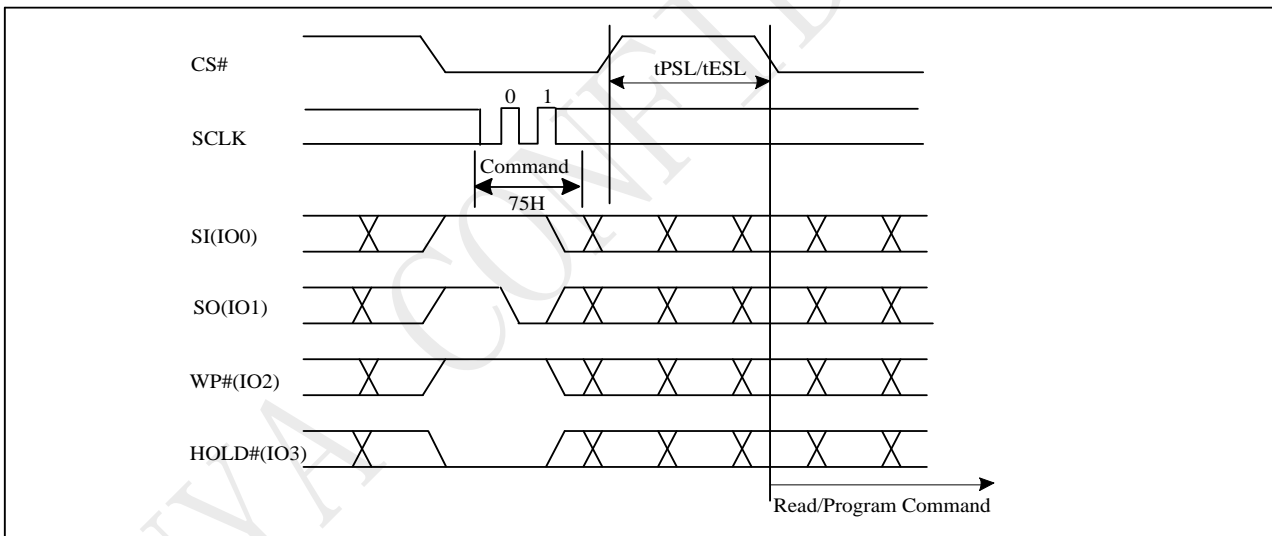 CS#
tPSL/tESL
0 1
SCLK
Command
75H
SI(IO0)
SO(IO1)
WP#(IO2)
HOLD#(IO3)
Read/Program Command